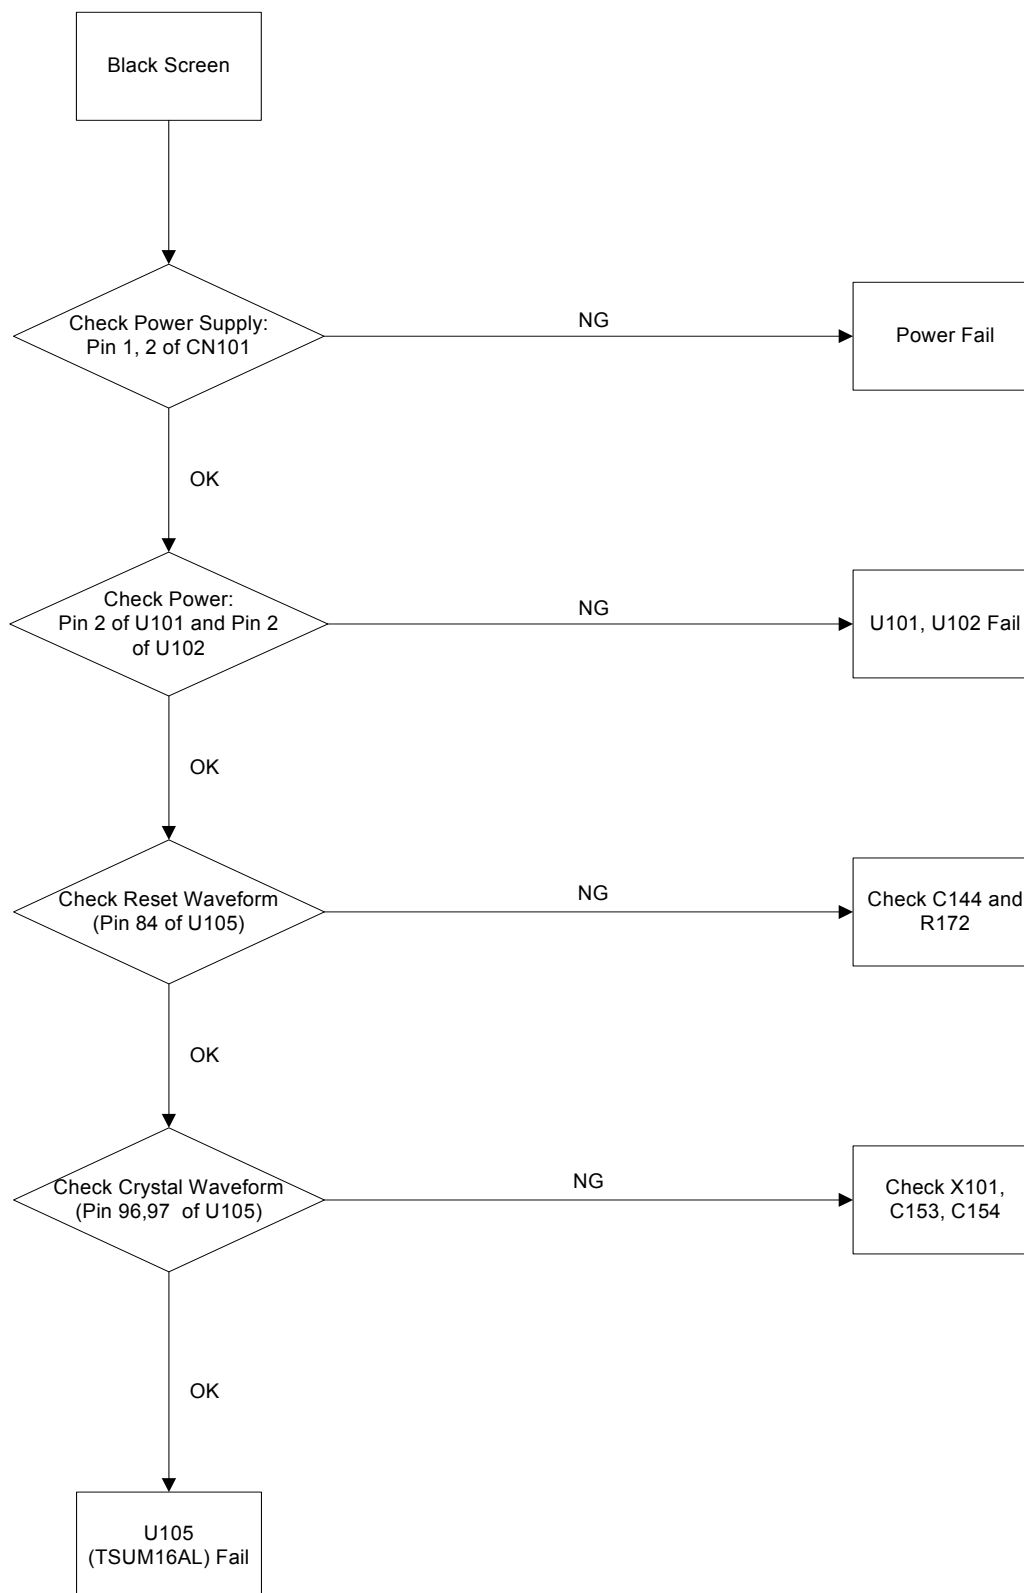 Black Screen
Check Power Supply:
Pin 1, 2 of CN101
NG
Power Fail
OK
Check Power:
Pin 2 of U101 and Pin 2
of U102
NG
U101, U102 Fail
OK
Check Reset Waveform
(Pin 84 of U105)
NG
Check C144 and
R172
OK
Check Crystal Waveform
(Pin 96,97 of U105)
NG
Check X101,
C153, C154
OK
U105
(TSUM16AL) Fail